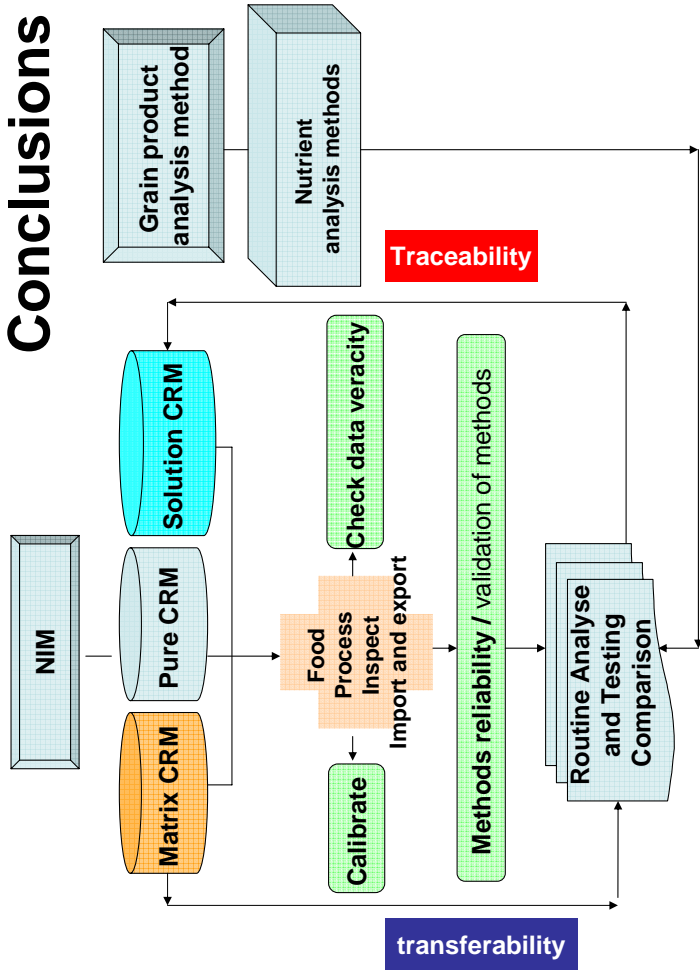 Conclusions
NIM
Grain product
analysis method
Matrix CRM
Pure CRM
Solution CRM
Nutrient
analysis methods
Food
Process
Inspect
Import and export
Calibrate
Check data veracity
transferability
Traceability
Methods reliability / validation of methods
Routine Analyse
and Testing
Comparison